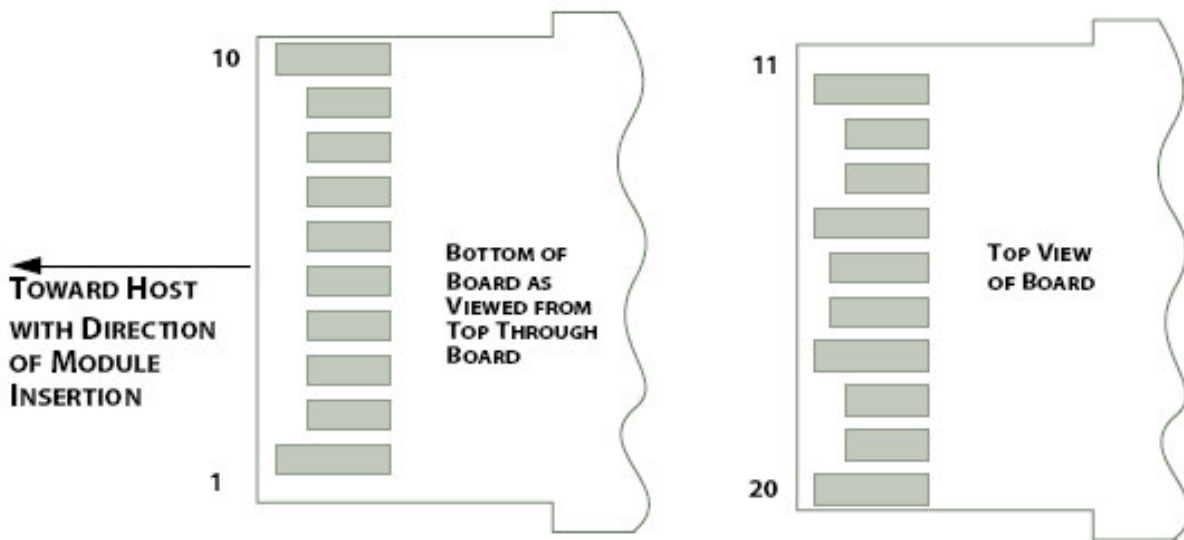 10
1
TOWARD HOST
WITH DIRECTION
OF MODULE
INSERTION
BOTTOM OF
BOARD AS
VIEWED FROM
TOP THROUGH
BOARD
11
20
TOP VIEW
OF BOARD